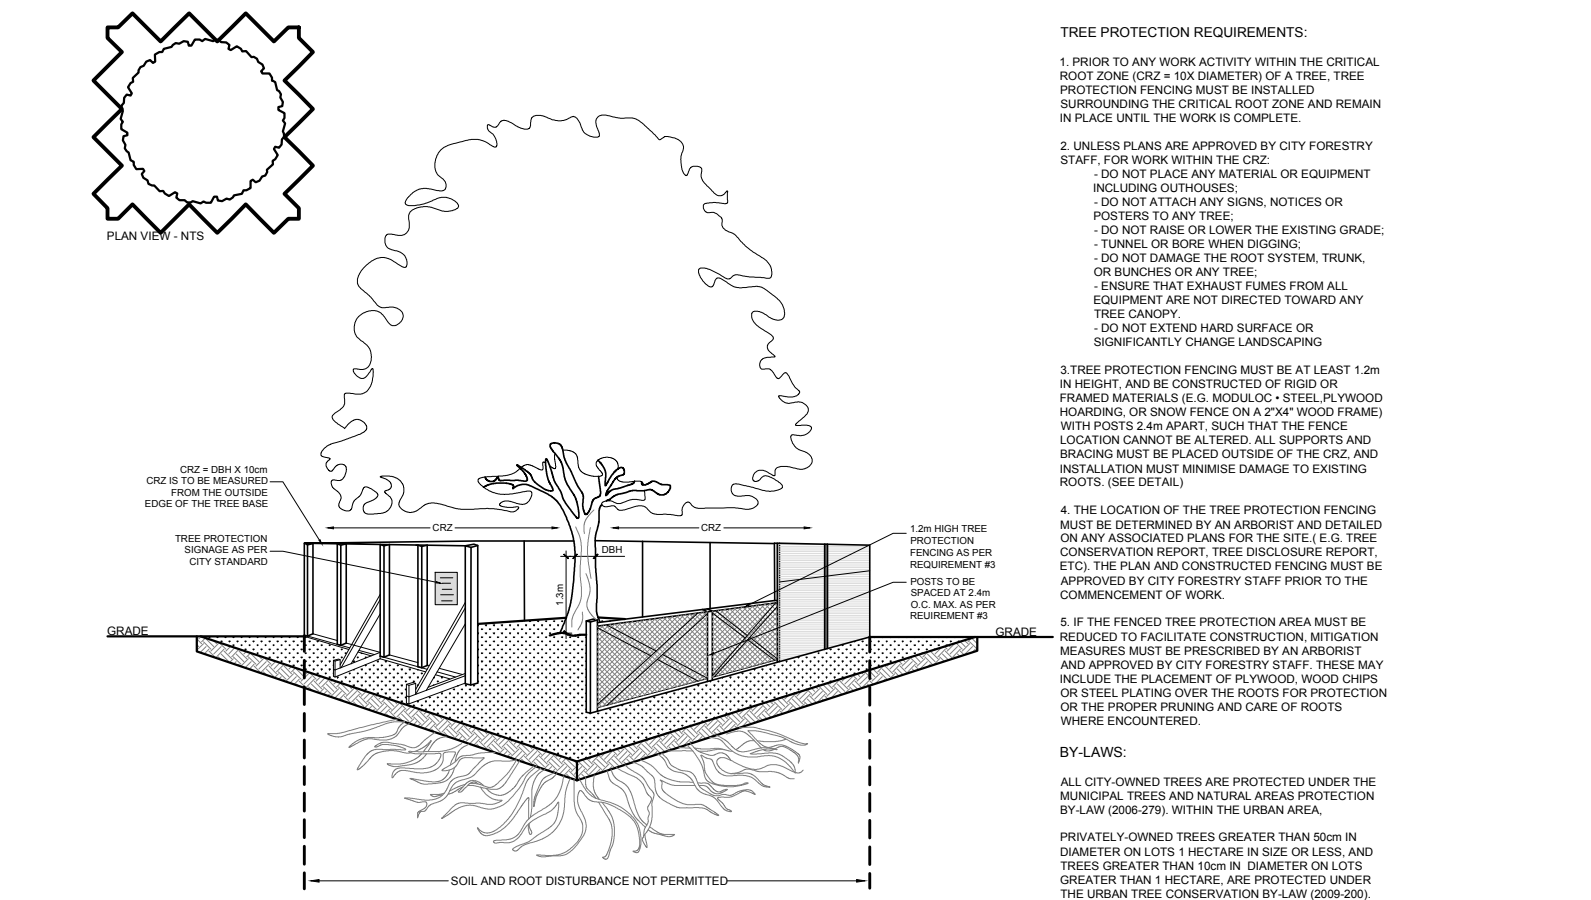 PLAN VIEW - NTS
CRZ = DBH X 10cm
CRZ IS TO BE MEASURED
FROM THE OUTSIDE
EDGE OF THE TREE BASE
TREE PROTECTION
SIGNAGE AS PER
CITY STANDARD
GRADE
CRZ
CRZ
DBH
1.3m
1.2m HIGH TREE
PROTECTION
FENCING AS PER
REQUIREMENT #3
POSTS TO BE
SPACED AT 2.4m
O.C. MAX. AS PER
REUIREMENT #3
GRADE
SOIL AND ROOT DISTURBANCE NOT PERMITTED
TREE PROTECTION REQUIREMENTS:
1. PRIOR TO ANY WORK ACTIVITY WITHIN THE CRITICAL
ROOT ZONE (CRZ = 10X DIAMETER) OF A TREE, TREE
PROTECTION FENCING MUST BE INSTALLED
SURROUNDING THE CRITICAL ROOT ZONE AND REMAIN
IN PLACE UNTIL THE WORK IS COMPLETE.
2. UNLESS PLANS ARE APPROVED BY CITY FORESTRY
STAFF, FOR WORK WITHIN THE CRZ:
- DO NOT PLACE ANY MATERIAL OR EQUIPMENT
INCLUDING OUTHOUSES;
- DO NOT ATTACH ANY SIGNS, NOTICES OR
POSTERS TO ANY TREE;
- DO NOT RAISE OR LOWER THE EXISTING GRADE;
- TUNNEL OR BORE WHEN DIGGING;
- DO NOT DAMAGE THE ROOT SYSTEM, TRUNK,
OR BUNCHES OR ANY TREE;
- ENSURE THAT EXHAUST FUMES FROM ALL
EQUIPMENT ARE NOT DIRECTED TOWARD ANY
TREE CANOPY.
- DO NOT EXTEND HARD SURFACE OR
SIGNIFICANTLY CHANGE LANDSCAPING
3.TREE PROTECTION FENCING MUST BE AT LEAST 1.2m
IN HEIGHT, AND BE CONSTRUCTED OF RIGID OR
FRAMED MATERIALS (E.G. MODULOC • STEEL,PLYWOOD
HOARDING, OR SNOW FENCE ON A 2"X4" WOOD FRAME)
WITH POSTS 2.4m APART, SUCH THAT THE FENCE
LOCATION CANNOT BE ALTERED. ALL SUPPORTS AND
BRACING MUST BE PLACED OUTSIDE OF THE CRZ, AND
INSTALLATION MUST MINIMISE DAMAGE TO EXISTING
ROOTS. (SEE DETAIL)
4. THE LOCATION OF THE TREE PROTECTION FENCING
MUST BE DETERMINED BY AN ARBORIST AND DETAILED
ON ANY ASSOCIATED PLANS FOR THE SITE.( E.G. TREE
CONSERVATION REPORT, TREE DISCLOSURE REPORT,
ETC). THE PLAN AND CONSTRUCTED FENCING MUST BE
APPROVED BY CITY FORESTRY STAFF PRIOR TO THE
COMMENCEMENT OF WORK.
5. IF THE FENCED TREE PROTECTION AREA MUST BE
REDUCED TO FACILITATE CONSTRUCTION, MITIGATION
MEASURES MUST BE PRESCRIBED BY AN ARBORIST
AND APPROVED BY CITY FORESTRY STAFF. THESE MAY
INCLUDE THE PLACEMENT OF PLYWOOD, WOOD CHIPS
OR STEEL PLATING OVER THE ROOTS FOR PROTECTION
OR THE PROPER PRUNING AND CARE OF ROOTS
WHERE ENCOUNTERED.
BY-LAWS:
ALL CITY-OWNED TREES ARE PROTECTED UNDER THE
MUNICIPAL TREES AND NATURAL AREAS PROTECTION
BY-LAW (2006-279). WITHIN THE URBAN AREA,
PRIVATELY-OWNED TREES GREATER THAN 50cm IN
DIAMETER ON LOTS 1 HECTARE IN SIZE OR LESS, AND
TREES GREATER THAN 10cm IN DIAMETER ON LOTS
GREATER THAN 1 HECTARE, ARE PROTECTED UNDER
THE URBAN TREE CONSERVATION BY-LAW (2009-200).